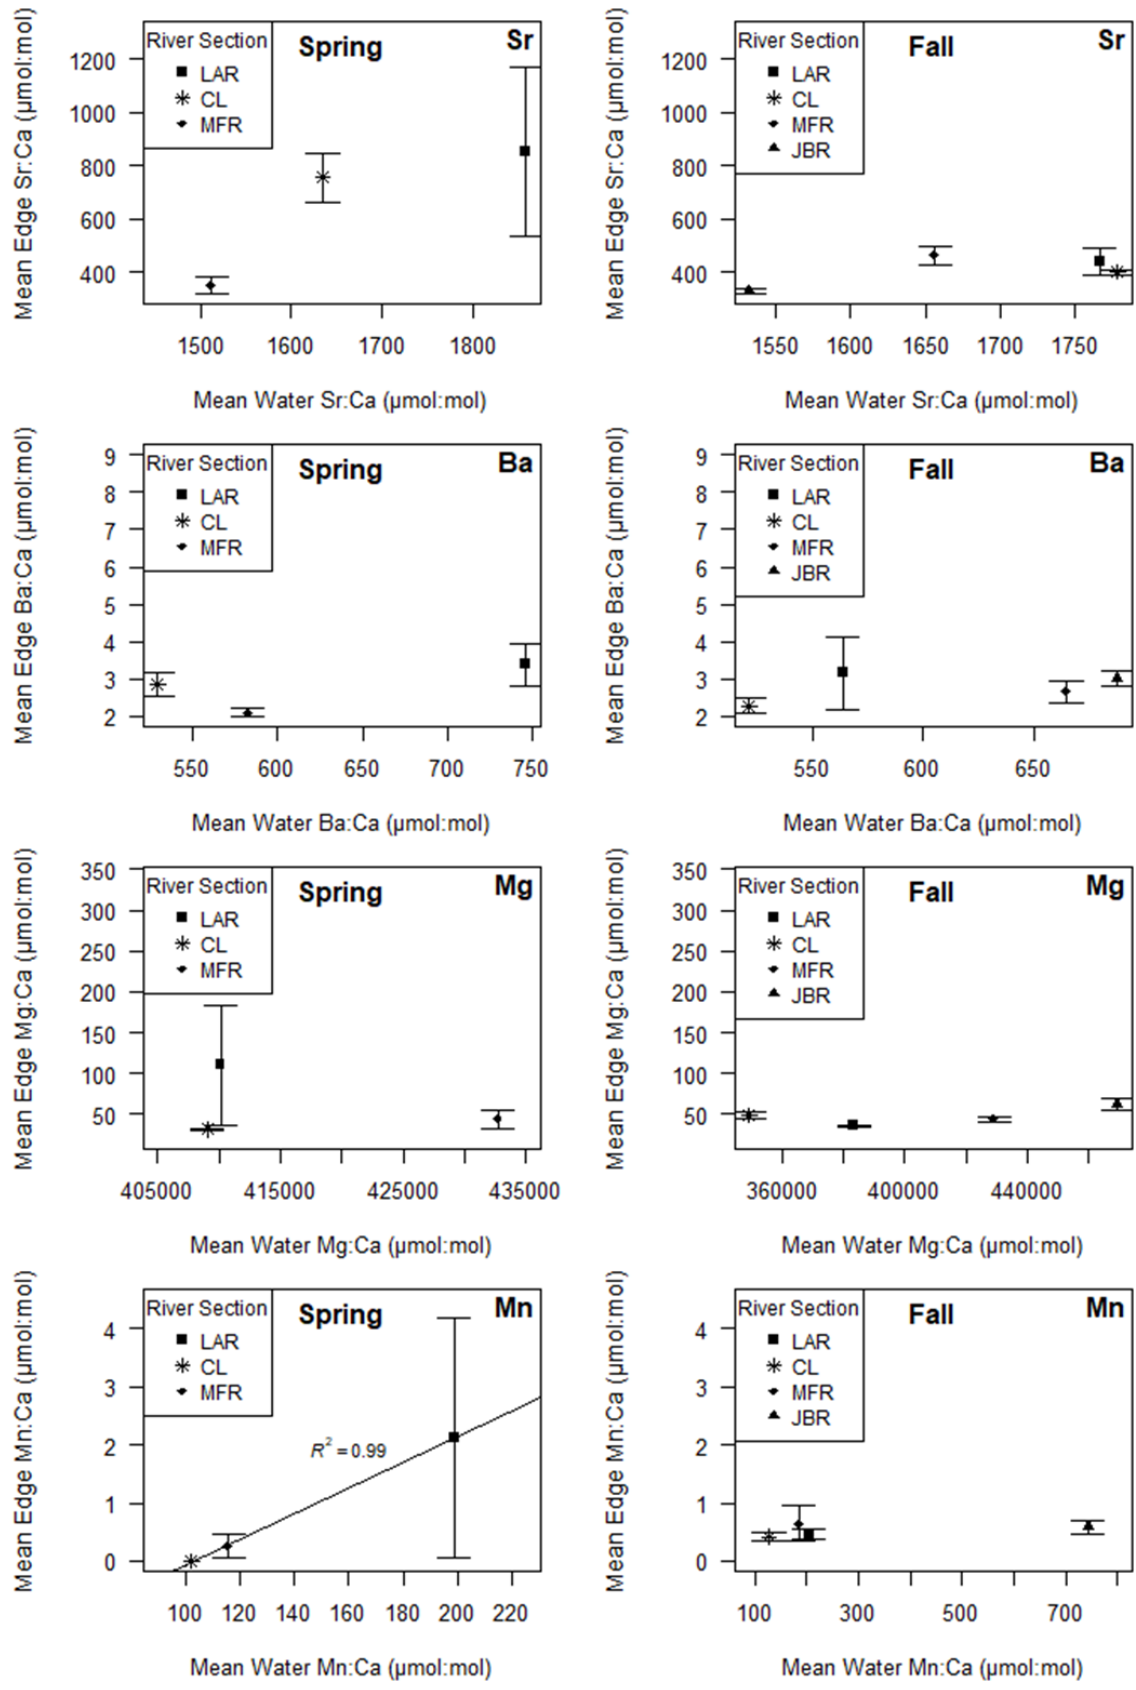 River Section
LAR
CL
MFR
Spring
Sr
Mean Edge Sr:Ca (µmol:mol)
1200
1000
800
600
400
1500 1600 1700 1800
Mean Water Sr:Ca (µmol:mol)
River Section
LAR
CL
MFR
JBR
Fall
Sr
Mean Edge Sr:Ca (µmol:mol)
1200
1000
800
600
400
1550 1600 1650 1700 1750
Mean Water Sr:Ca (µmol:mol)
River Section
LAR
CL
MFR
Spring
Ba
Mean Edge Ba:Ca (µmol:mol)
9
8
7
6
5
4
3
2
550 600 650 700 750
Mean Water Ba:Ca (µmol:mol)
River Section
LAR
CL
MFR
JBR
Fall
Ba
Mean Edge Ba:Ca (µmol:mol)
9
8
7
6
5
4
3
2
550 600 650
Mean Water Ba:Ca (µmol:mol)
River Section
LAR
CL
MFR
Spring
Mg
Mean Edge Mg:Ca (µmol:mol)
350
300
250
200
150
100
50
405000 415000 425000 435000
Mean Water Mg:Ca (µmol:mol)
River Section
LAR
CL
MFR
JBR
Fall
Mg
Mean Edge Mg:Ca (µmol:mol)
350
300
250
200
150
100
50
360000 400000 440000
Mean Water Mg:Ca (µmol:mol)
River Section
LAR
CL
MFR
Spring
Mn
R² = 0.99
Mean Edge Mn:Ca (µmol:mol)
4
3
2
1
0
100 120 140 160 180 200 220
Mean Water Mn:Ca (µmol:mol)
River Section
LAR
CL
MFR
JBR
Fall
Mn
Mean Edge Mn:Ca (µmol:mol)
4
3
2
1
0
100 300 500 700
Mean Water Mn:Ca (µmol:mol)